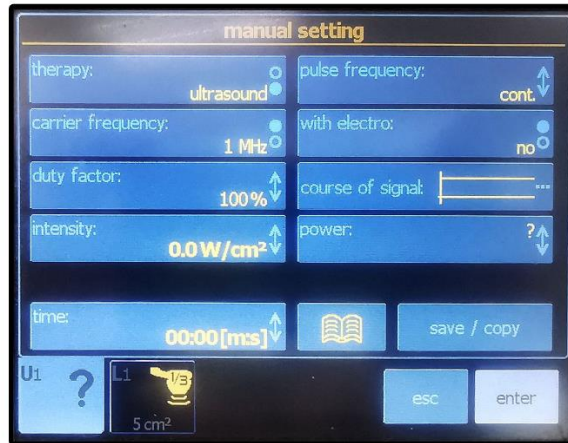 manual setting
therapy:
ultrasound
pulse frequency:
cont.
carrier frequency:
1 MHz
with electro:
no
duty factor:
100%
course of signal:
...
intensity:
0.0 W/cm²
power:
?
time:
00:00[m:s]
save / copy
U1
?
L1
1/3
5 cm²
esc
enter